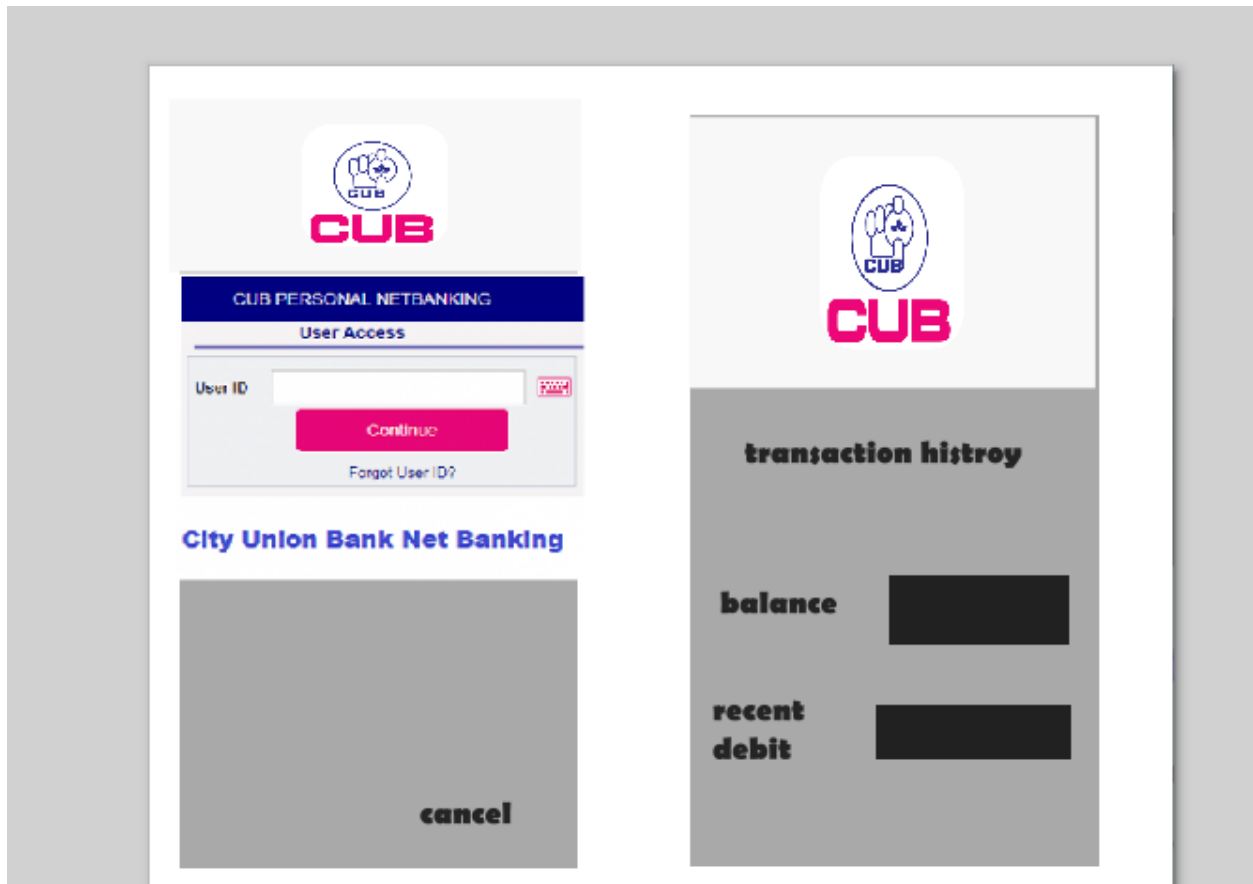 CUB
CUB
CUB PERSONAL NETBANKING
User Access
User ID
Continue
Forgot User ID?
City Union Bank Net Banking
cancel
CUB
CUB
transaction histroy
balance
recent
debit